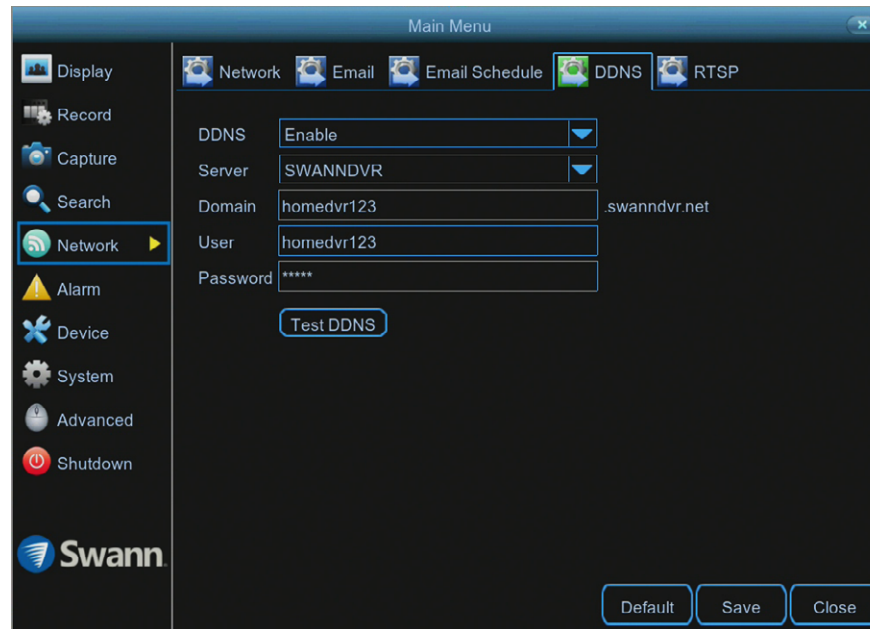 Main Menu
Display
Record
Capture
Search
Network
Alarm
Device
System
Advanced
Shutdown
Swann
Network Email Email Schedule DDNS RTSP
DDNS Enable
Server SWANNDVR
Domain homedvr123 .swanndvr.net
User homedvr123
Password *****
Test DDNS
Default Save Close